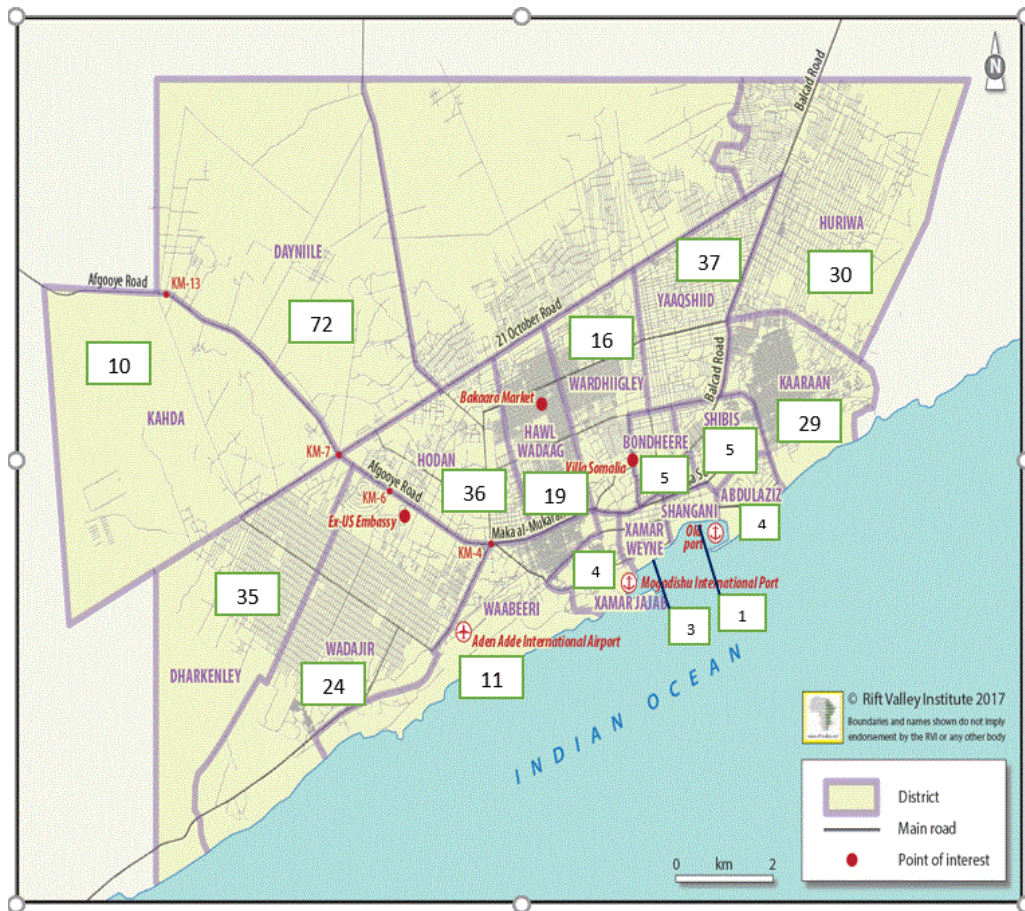 N
Balcad Road
HURIWA
30
37
DAYNIILE
YAAQSHIID
Afgooye Road
KM-13
21 October Road
72
16
10
WARDHIIGLEY
Balcad Road
KAARAAN
Bakaaro Market
SHIBIS
29
KAHDA
HAWL
WADAAG
BONDHEERE
5
KM-7
HODAN
Villa Somalia
5
Afgooye Road
KM-6
36
19
ABDULAZIZ
Ex-US Embassy
Maka al-Mukaran
SHANGANI
4
XAMAR
WEYNE
Old
port
KM-4
4
Mogadishu International Port
35
WAABEERI
XAMAR JAJAB
1
3
Aden Adde International Airport
WADAJIR
DHARKENLEY
24
11
INDIAN OCEAN
© Rift Valley Institute 2017
Boundaries and names shown do not imply
endorsement by the RVI or any other body
District
Main road
Point of interest
0 km 2